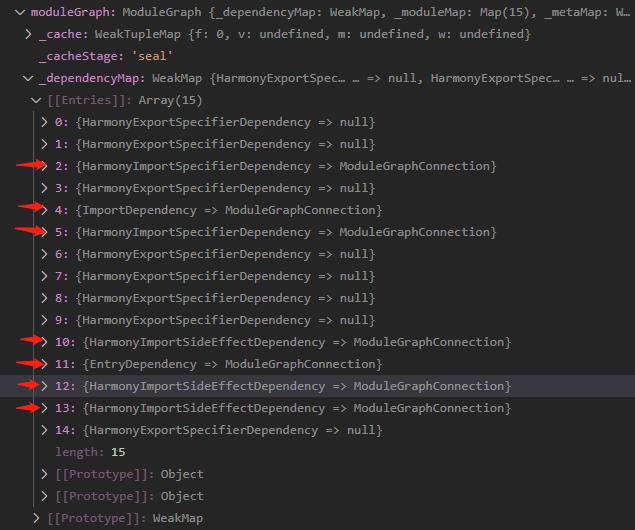 moduleGraph: ModuleGraph {_dependencyMap: WeakMap, _moduleMap: Map(15), _metaMap: W…
_cache: WeakTupleMap {f: 0, v: undefined, m: undefined, w: undefined}
_cacheStage: 'seal'
_dependencyMap: WeakMap {HarmonyExportSpec… … => null, HarmonyExportSpec… … => nul…
[[Entries]]: Array(15)
0: {HarmonyExportSpecifierDependency => null}
1: {HarmonyExportSpecifierDependency => null}
2: {HarmonyImportSpecifierDependency => ModuleGraphConnection}
3: {HarmonyExportSpecifierDependency => null}
4: {ImportDependency => ModuleGraphConnection}
5: {HarmonyImportSpecifierDependency => ModuleGraphConnection}
6: {HarmonyExportSpecifierDependency => null}
7: {HarmonyExportSpecifierDependency => null}
8: {HarmonyExportSpecifierDependency => null}
9: {HarmonyExportSpecifierDependency => null}
10: {HarmonyImportSideEffectDependency => ModuleGraphConnection}
11: {EntryDependency => ModuleGraphConnection}
12: {HarmonyImportSideEffectDependency => ModuleGraphConnection}
13: {HarmonyImportSideEffectDependency => ModuleGraphConnection}
14: {HarmonyExportSpecifierDependency => null}
length: 15
[[Prototype]]: Object
[[Prototype]]: Object
[[Prototype]]: WeakMap